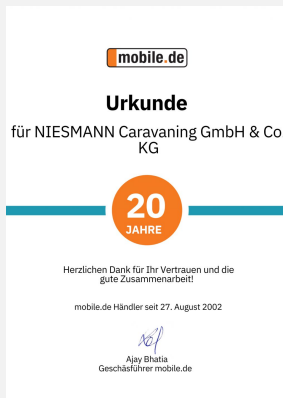 mobile.de
Urkunde
für NIESMANN Caravaning GmbH & Co
KG
20
JAHRE
Herzlichen Dank für Ihr Vertrauen und die
gute Zusammenarbeit!
mobile.de Händler seit 27. August 2002
Ajay Bhatia
Geschäsführer mobile.de